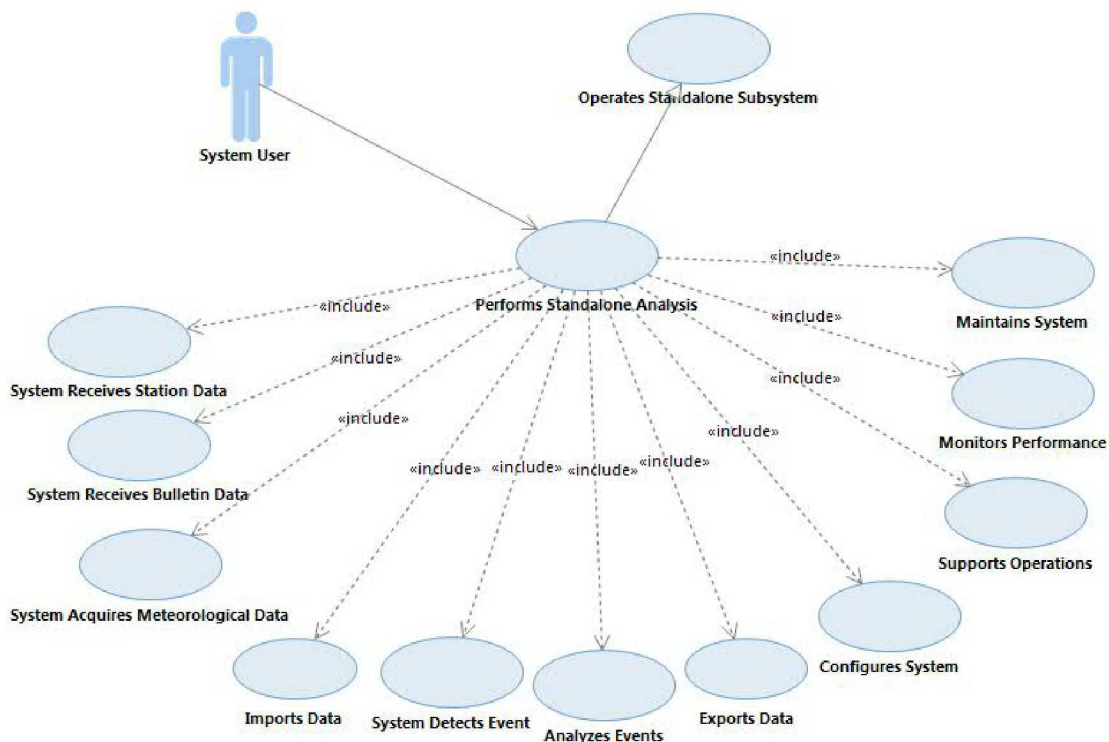 Operates Standalone Subsystem
System User
«include»
Performs Standalone Analysis
«include»
Maintains System
«include»
System Receives Station Data
«include»
«include»
Monitors Performance
«include»
«include»
System Receives Bulletin Data
«include»
«include»
«include»
«include»
Supports Operations
System Acquires Meteorological Data
Configures System
Imports Data
System Detects Event
Analyzes Events
Exports Data